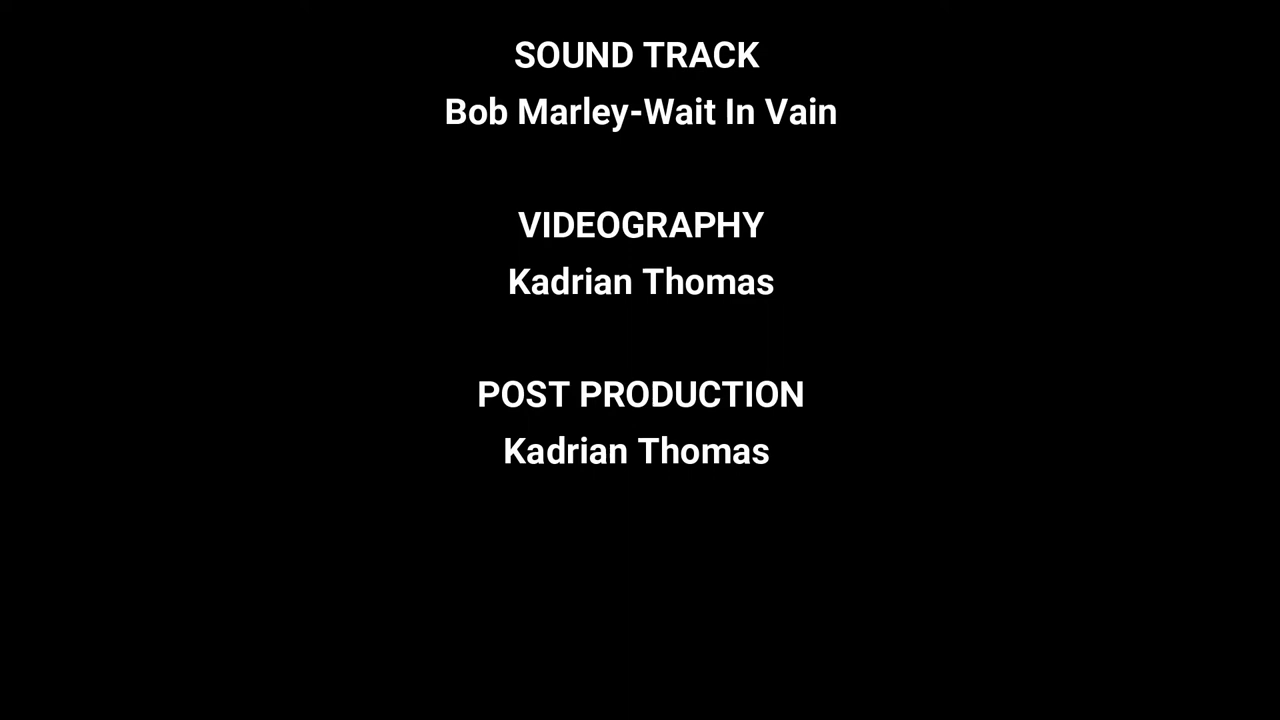 SOUND TRACK
Bob Marley-Wait In Vain
VIDEOGRAPHY
Kadrian Thomas
POST PRODUCTION
Kadrian Thomas